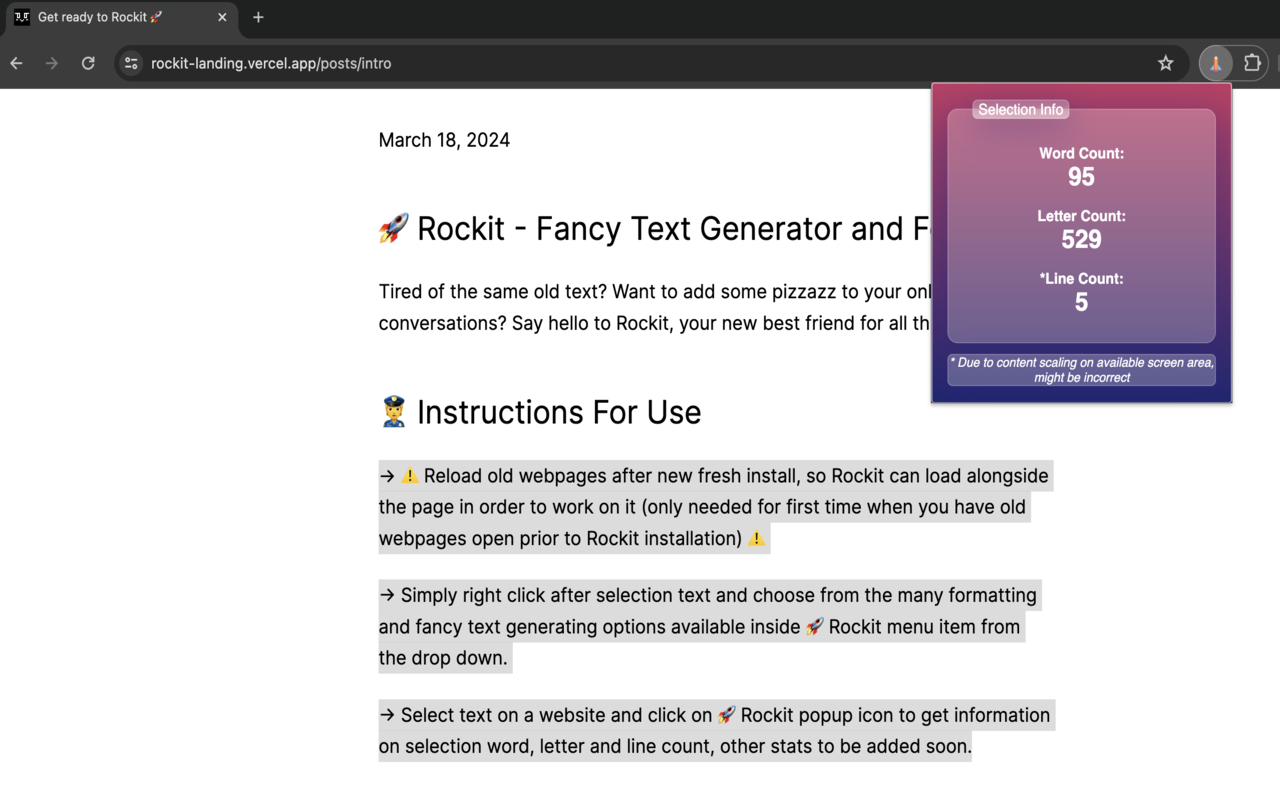 Get ready to Rockit 🚀
rockit-landing.vercel.app/posts/intro
March 18, 2024
🚀 Rockit - Fancy Text Generator and F
Tired of the same old text? Want to add some pizzazz to your onl
conversations? Say hello to Rockit, your new best friend for all th
👮 Instructions For Use
→ ⚠️ Reload old webpages after new fresh install, so Rockit can load alongside
the page in order to work on it (only needed for first time when you have old
webpages open prior to Rockit installation) ⚠️
→ Simply right click after selection text and choose from the many formatting
and fancy text generating options available inside 🚀 Rockit menu item from
the drop down.
→ Select text on a website and click on 🚀 Rockit popup icon to get information
on selection word, letter and line count, other stats to be added soon.
Selection Info
Word Count:
95
Letter Count:
529
*Line Count:
5
* Due to content scaling on available screen area,
might be incorrect